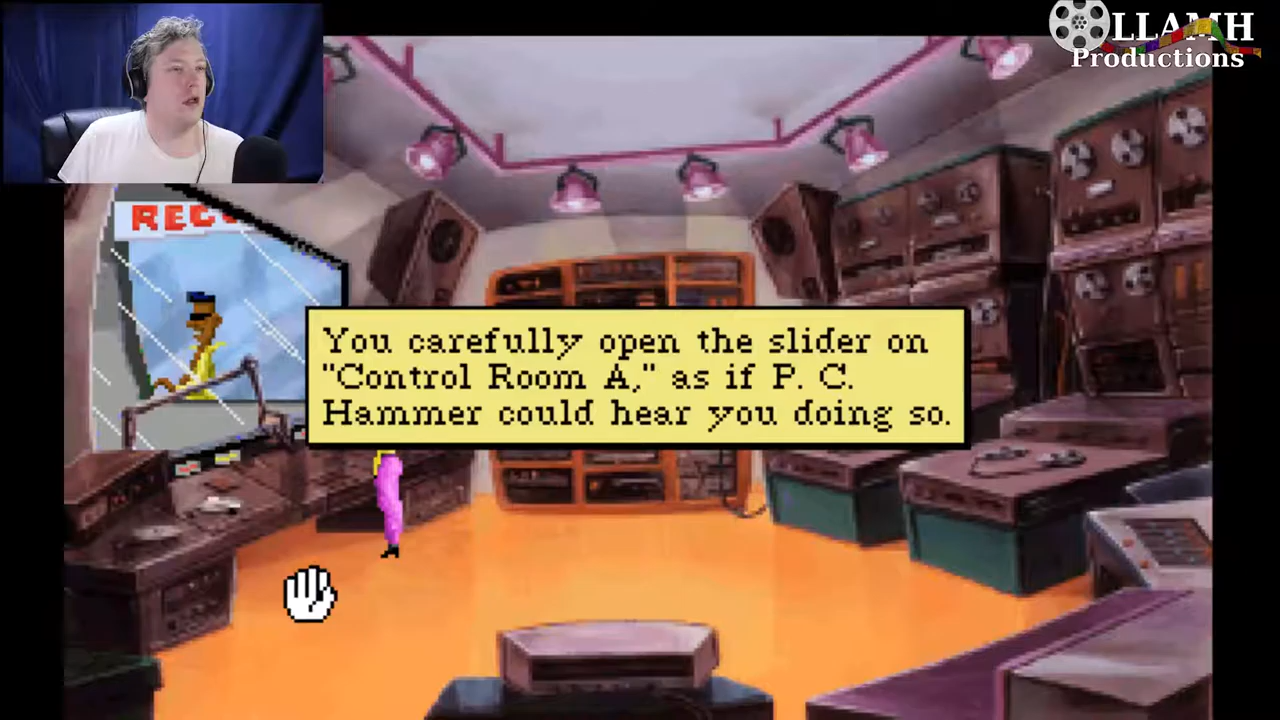 LLAMH
Productions
REC
You carefully open the slider on
"Control Room A," as if P. C.
Hammer could hear you doing so.